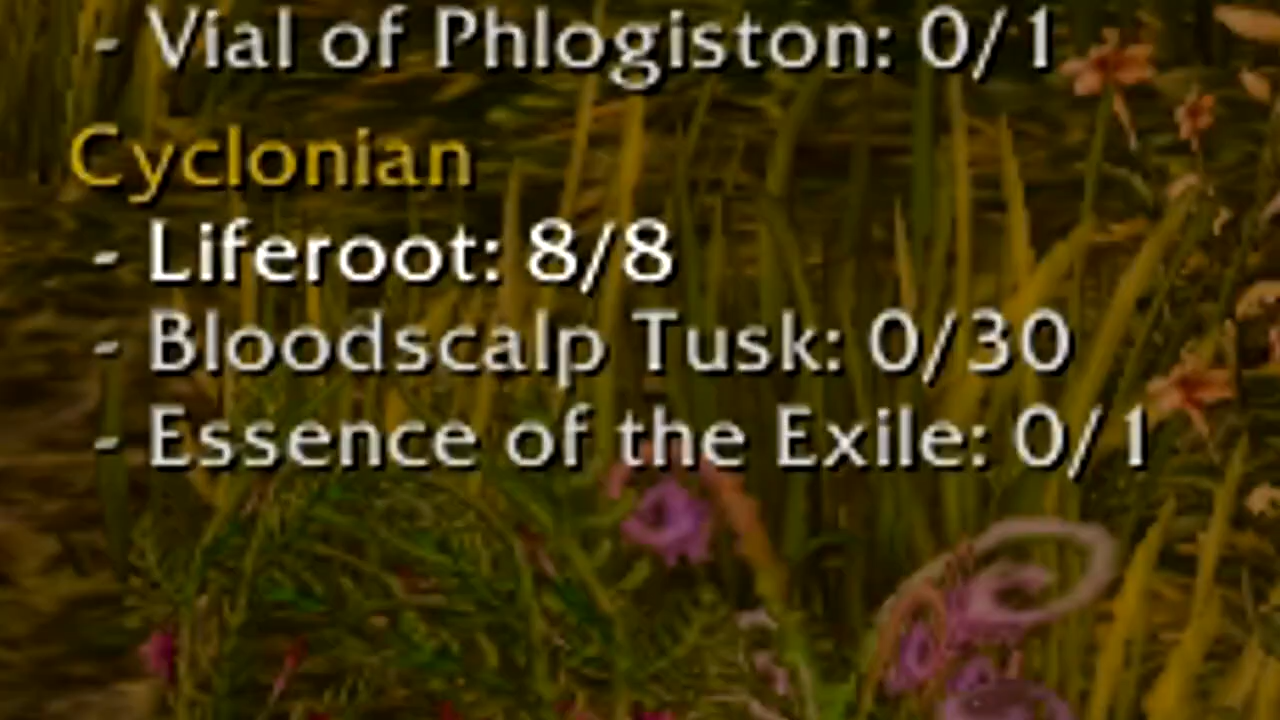 - Vial of Phlogiston: 0/1
Cyclonian
- Liferoot: 8/8
- Bloodscalp Tusk: 0/30
- Essence of the Exile: 0/1